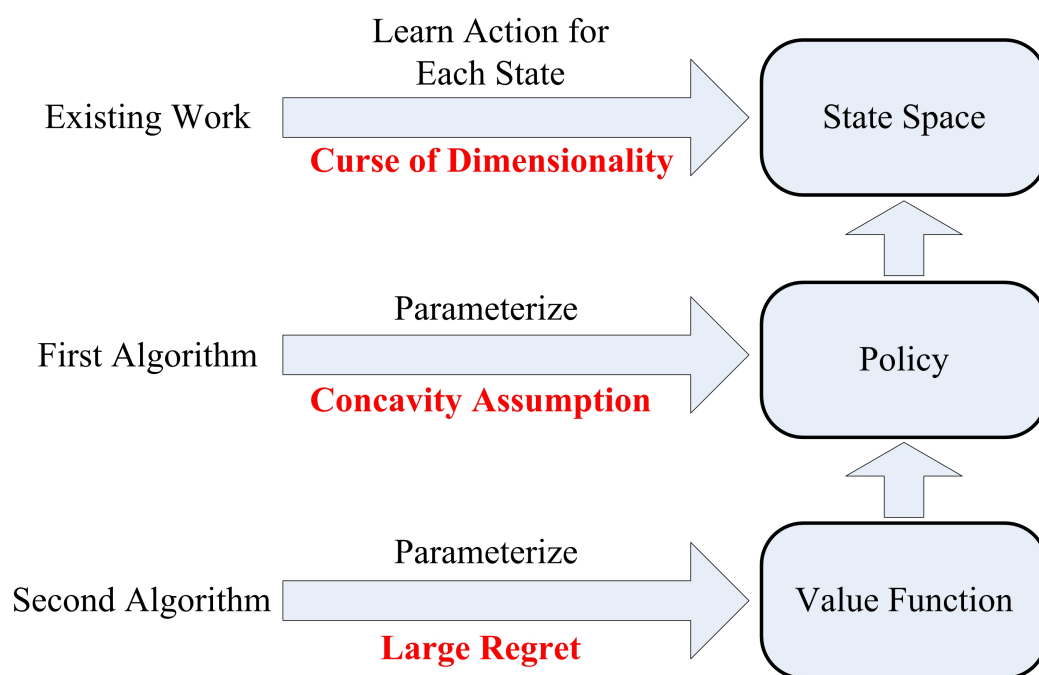 Learn Action for
Each State
Existing Work
State Space
Curse of Dimensionality
Parameterize
First Algorithm
Policy
Concavity Assumption
Parameterize
Second Algorithm
Value Function
Large Regret